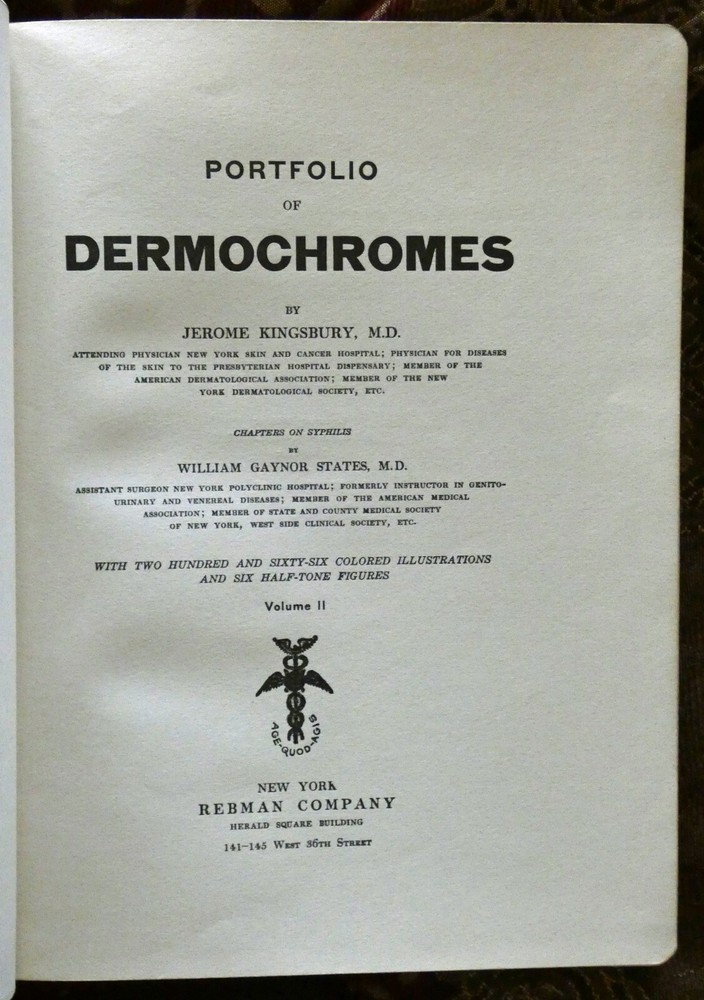 PORTFOLIO
OF
DERMOCHROMES
BY
JEROME KINGSBURY, M.D.
ATTENDING PHYSICIAN NEW YORK SKIN AND CANCER HOSPITAL; PHYSICIAN FOR DISEASES
OF THE SKIN TO THE PRESBYTERIAN HOSPITAL DISPENSARY; MEMBER OF THE
AMERICAN DERMATOLOGICAL ASSOCIATION; MEMBER OF THE NEW
YORK DERMATOLOGICAL SOCIETY, ETC.
CHAPTERS ON SYPHILIS
BY
WILLIAM GAYNOR STATES, M.D.
ASSISTANT SURGEON NEW YORK POLYCLINIC HOSPITAL; FORMERLY INSTRUCTOR IN GENITO-
URINARY AND VENEREAL DISEASES; MEMBER OF THE AMERICAN MEDICAL
ASSOCIATION; MEMBER OF STATE AND COUNTY MEDICAL SOCIETY
OF NEW YORK, WEST SIDE CLINICAL SOCIETY, ETC.
WITH TWO HUNDRED AND SIXTY-SIX COLORED ILLUSTRATIONS
AND SIX HALF-TONE FIGURES
Volume II
AGE-QUOD-AGIS
NEW YORK
REBMAN COMPANY
HERALD SQUARE BUILDING
141-145 WEST 36TH STREET